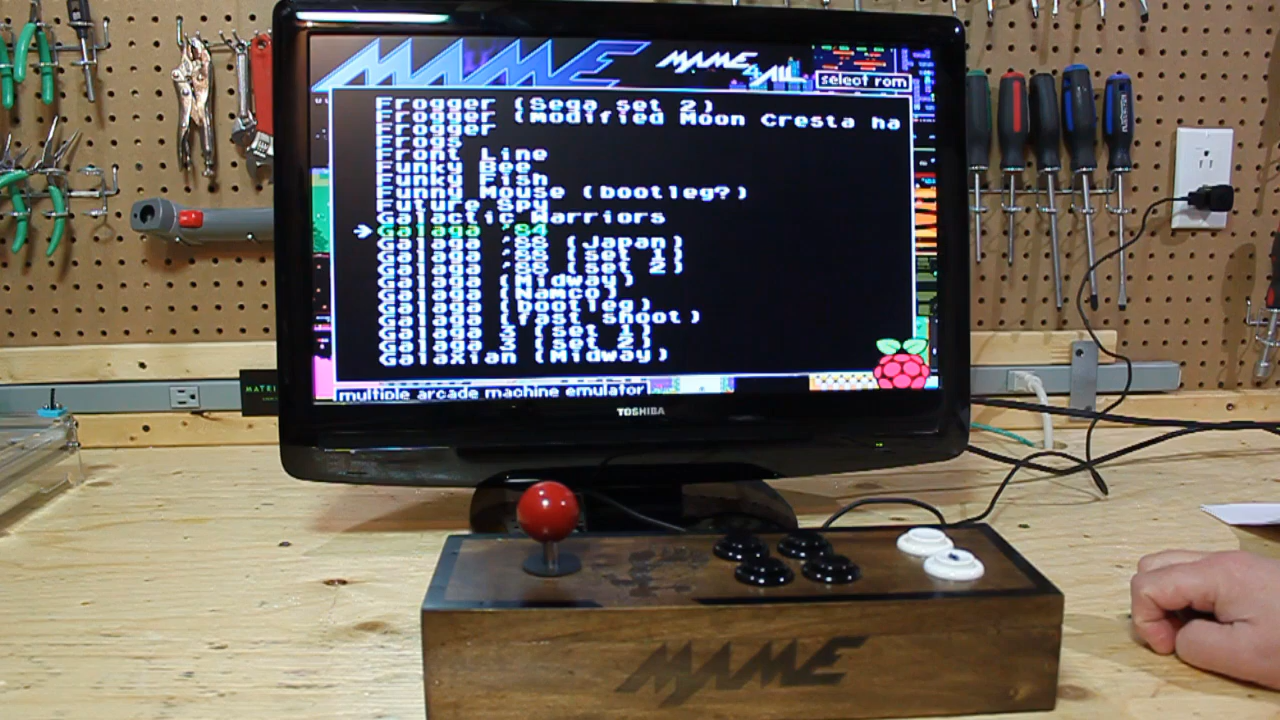 MAME
MAME
4ALL
select rom
Frogger (Sega set 2)
Frogger (Modified Moon Cresta ha
Frogger
Frogs
Front Line
Funky Bee
Funky Fish
Funny Mouse (bootleg?)
Future Spy
Galactic Warriors
Galaga '84
Galaga '88 (Japan)
Galaga '88 (set 1)
Galaga '88 (set 2)
Galaga (Midway)
Galaga (Namco)
Galaga (bootleg)
Galaga (fast shoot)
Galaga 3 (set 1)
Galaga 3 (set 2)
Galaxian (Midway)
multiple arcade machine emulator
TOSHIBA
MAME